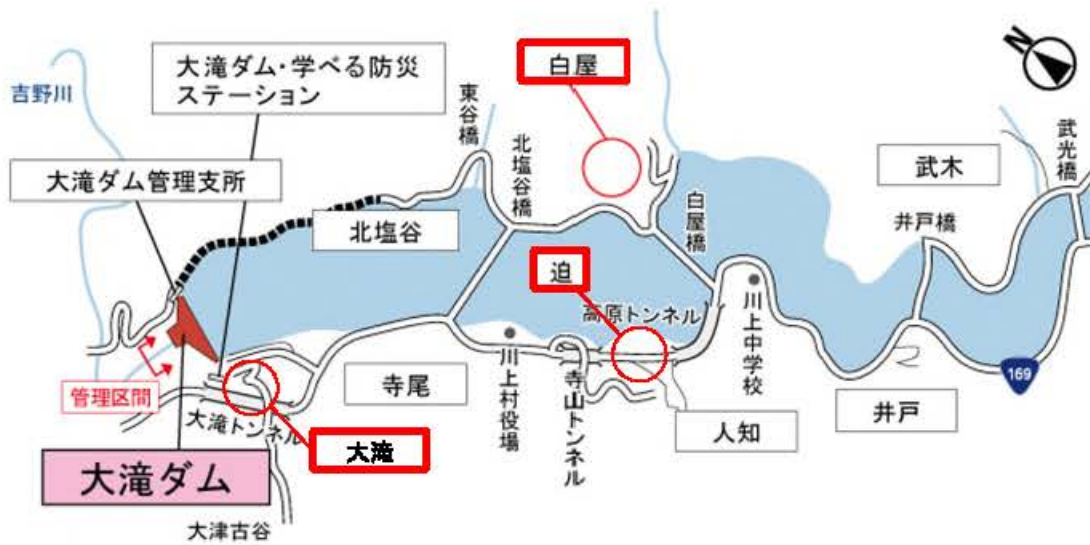 吉野川
大滝ダム・学べる防災
ステーション
大滝ダム管理支所
東谷橋
北塩谷橋
白屋
N
武光橋
武木
井戸橋
白屋橋
北塩谷
迫
高原トンネル
川上中学校
169
管理区間
大滝トンネル
寺尾
川上村役場
寺山トンネル
人知
井戸
大滝
大滝ダム
大津古谷